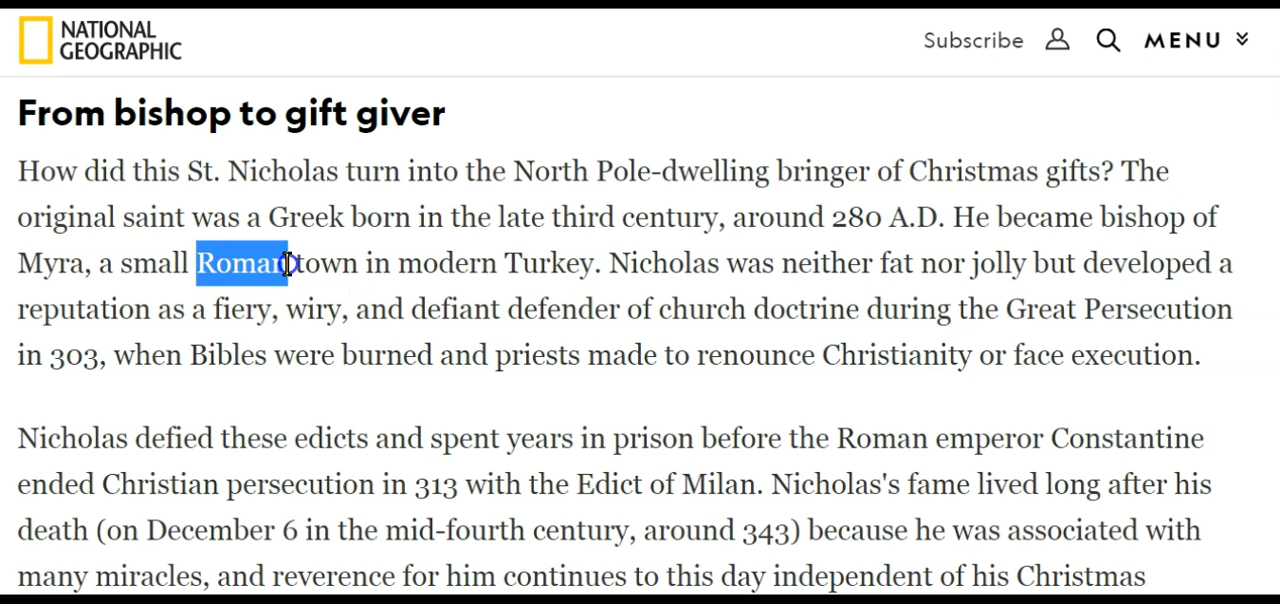 NATIONAL
GEOGRAPHIC
Subscribe
MENU
From bishop to gift giver
How did this St. Nicholas turn into the North Pole-dwelling bringer of Christmas gifts? The
original saint was a Greek born in the late third century, around 280 A.D. He became bishop of
Myra, a small Roman town in modern Turkey. Nicholas was neither fat nor jolly but developed a
reputation as a fiery, wiry, and defiant defender of church doctrine during the Great Persecution
in 303, when Bibles were burned and priests made to renounce Christianity or face execution.
Nicholas defied these edicts and spent years in prison before the Roman emperor Constantine
ended Christian persecution in 313 with the Edict of Milan. Nicholas's fame lived long after his
death (on December 6 in the mid-fourth century, around 343) because he was associated with
many miracles, and reverence for him continues to this day independent of his Christmas